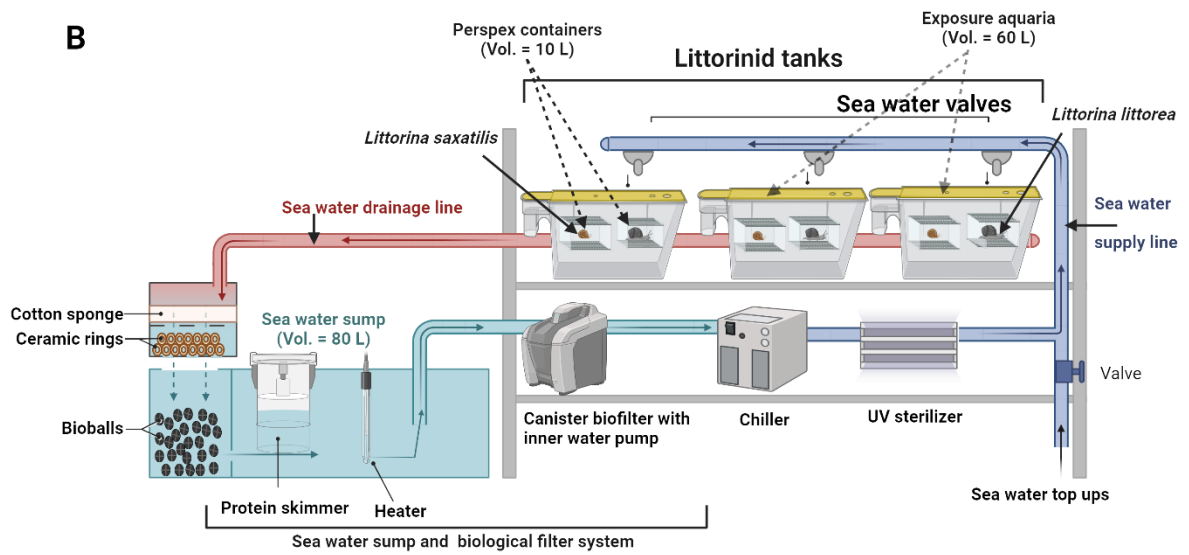 B
Perspex containers
(Vol. = 10 L)
Exposure aquaria
(Vol. = 60 L)
Littorinid tanks
Sea water valves
Littorina saxatilis
Littorina littorea
Sea water drainage line
Sea water
supply line
Cotton sponge
Ceramic rings
Sea water sump
(Vol. = 80 L)
Bioballs
Canister biofilter with
inner water pump
Chiller
UV sterilizer
Valve
Protein skimmer
Heater
Sea water top ups
Sea water sump and biological filter system